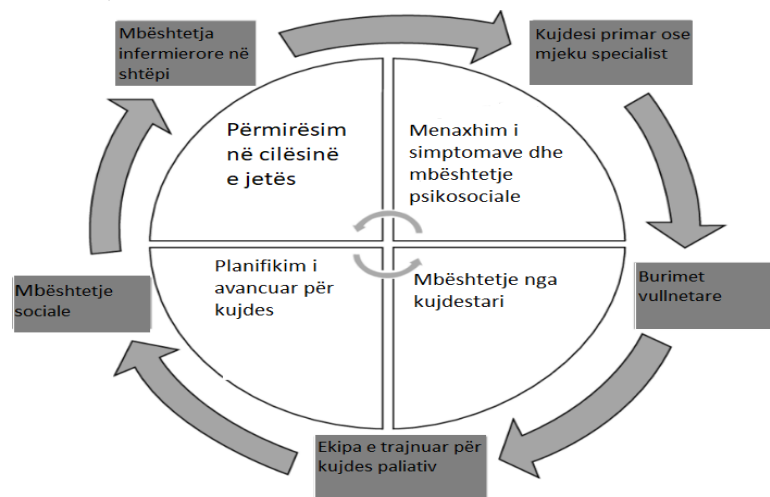 Mbështetja
infermierore në
shtëpi
Kujdesi primar ose
mjeku specialist
Përmirësim
në cilësinë
e jetës
Menaxhim i
simptomave dhe
mbështetje
psikosociale
Planifikim i
avancuar për
kujdes
Mbështetje nga
kujdestari
Mbështetje
sociale
Burimet
vullnetare
Ekipa e trajnuar për
kujdes paliativ